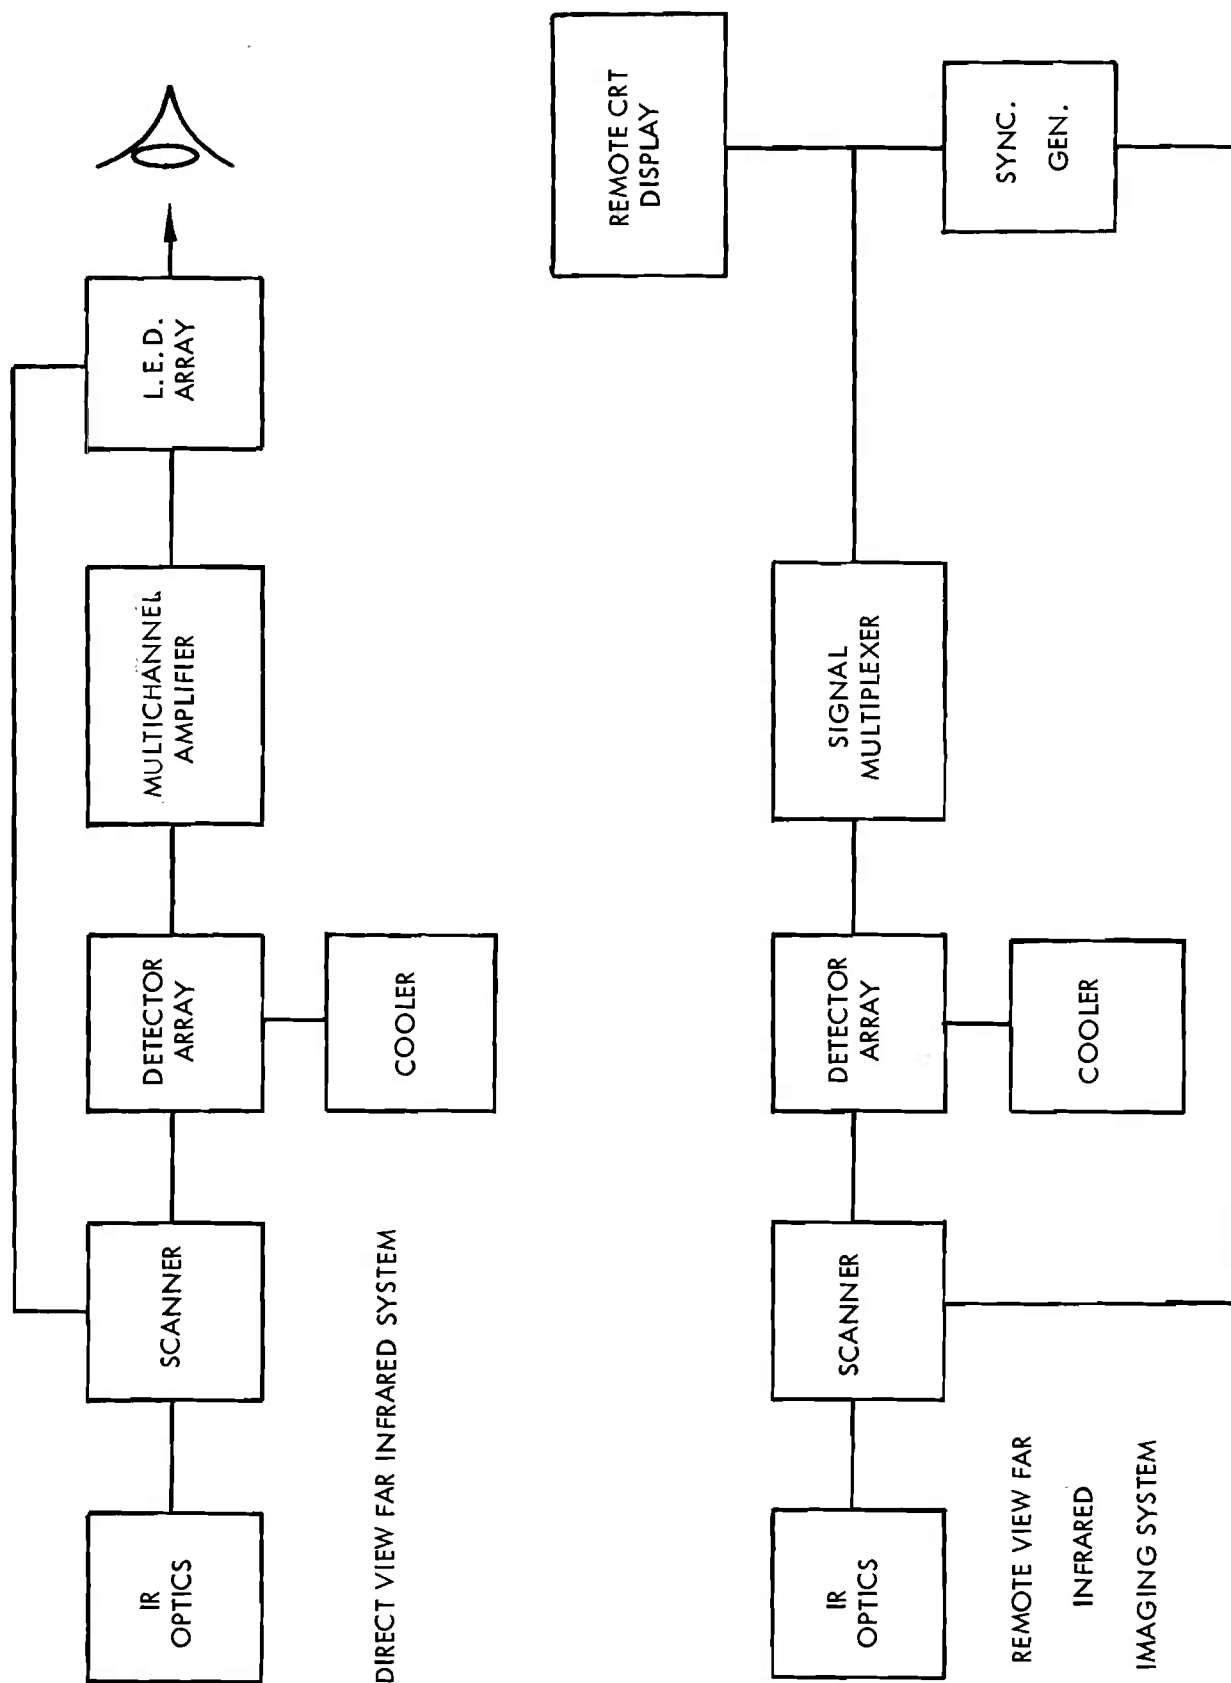 IR
OPTICS
SCANNER
DETECTOR
ARRAY
COOLER
MULTICHANNEL
AMPLIFIER
L.E.D.
ARRAY
DIRECT VIEW FAR INFRARED SYSTEM
IR
OPTICS
SCANNER
DETECTOR
ARRAY
COOLER
SIGNAL
MULTIPLEXER
REMOTE CRT
DISPLAY
SYNC.
GEN.
REMOTE VIEW FAR
INFRARED
IMAGING SYSTEM